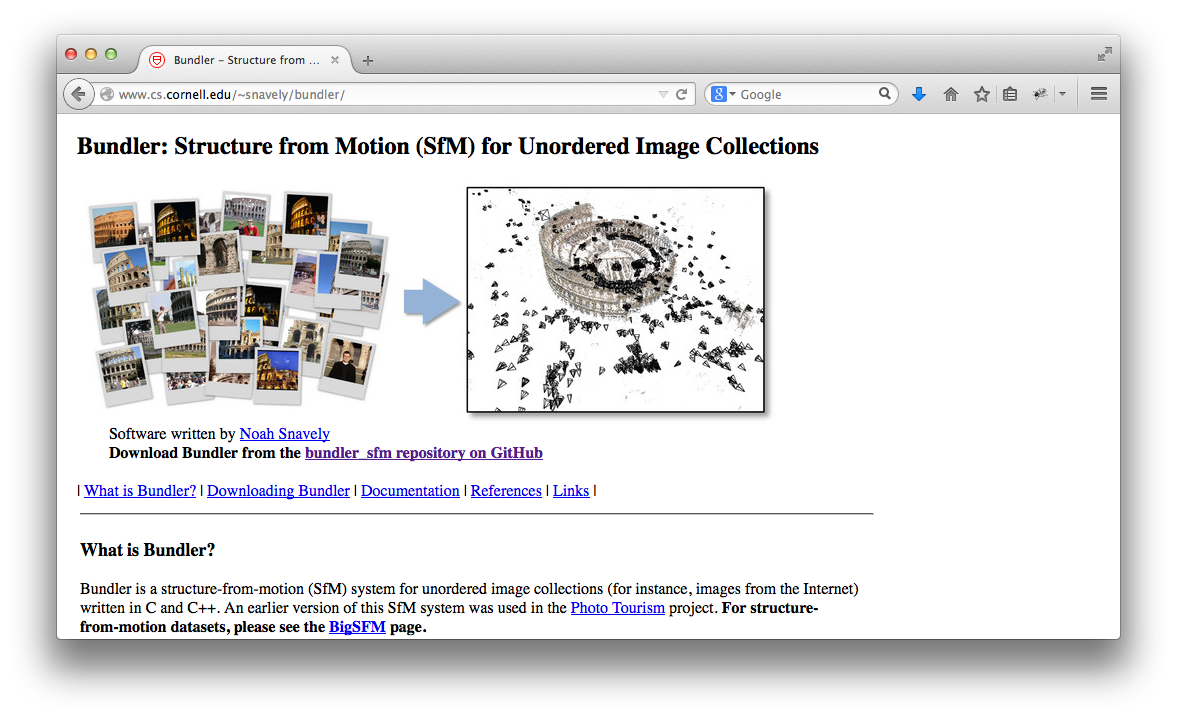 Bundler – Structure from ...
www.cs.cornell.edu/~snavely/bundler/
Google
Bundler: Structure from Motion (SfM) for Unordered Image Collections
Software written by Noah Snavely
Download Bundler from the bundler_sfm repository on GitHub
| What is Bundler? | Downloading Bundler | Documentation | References | Links |
What is Bundler?
Bundler is a structure-from-motion (SfM) system for unordered image collections (for instance, images from the Internet)
written in C and C++. An earlier version of this SfM system was used in the Photo Tourism project. For structure-
from-motion datasets, please see the BigSFM page.